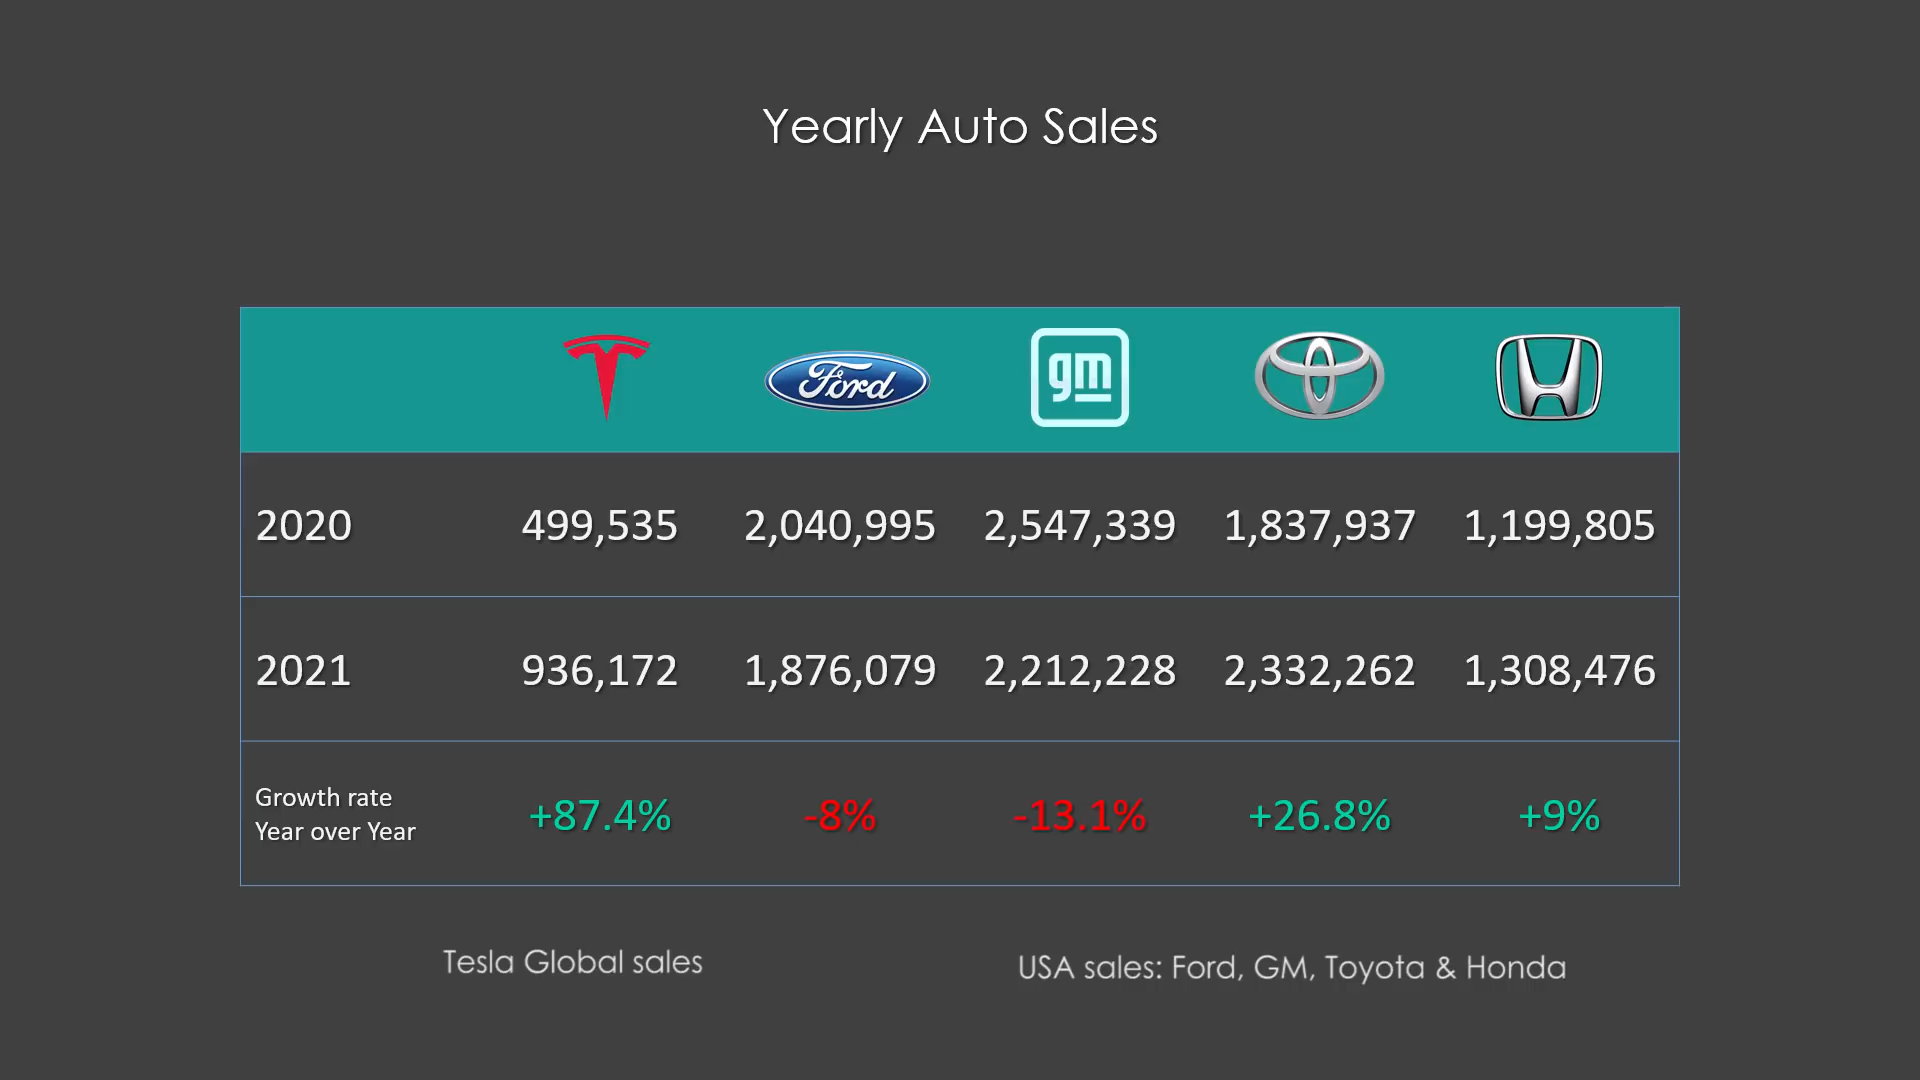 Yearly Auto Sales
Ford gm
2020 499,535 2,040,995 2,547,339 1,837,937 1,199,805
2021 936,172 1,876,079 2,212,228 2,332,262 1,308,476
Growth rate
Year over Year +87.4% -8% -13.1% +26.8% +9%
Tesla Global sales
USA sales: Ford, GM, Toyota & Honda